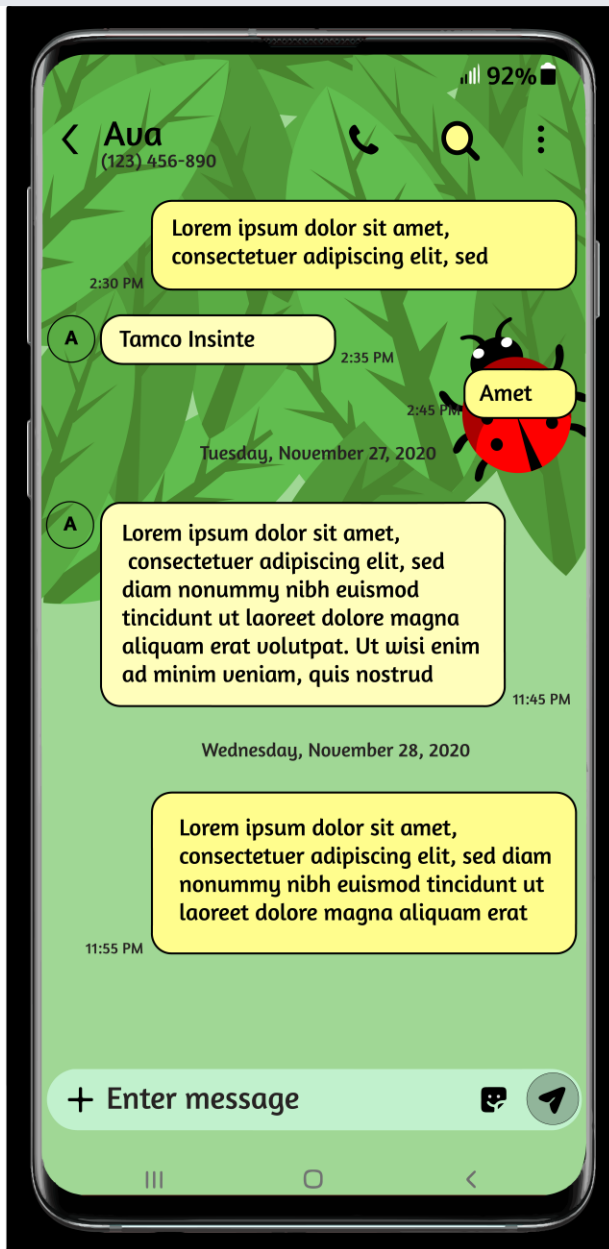 92%
Ava
(123) 456-890
Lorem ipsum dolor sit amet,
consectetuer adipiscing elit, sed
2:30 PM
A
Tamco Insinte
2:35 PM
Amet
2:45 PM
Tuesday, November 27, 2020
A
Lorem ipsum dolor sit amet,
consectetuer adipiscing elit, sed
diam nonummy nibh euismod
tincidunt ut laoreet dolore magna
aliquam erat volutpat. Ut wisi enim
ad minim veniam, quis nostrud
11:45 PM
Wednesday, November 28, 2020
Lorem ipsum dolor sit amet,
consectetuer adipiscing elit, sed diam
nonummy nibh euismod tincidunt ut
laoreet dolore magna aliquam erat
11:55 PM
Enter message